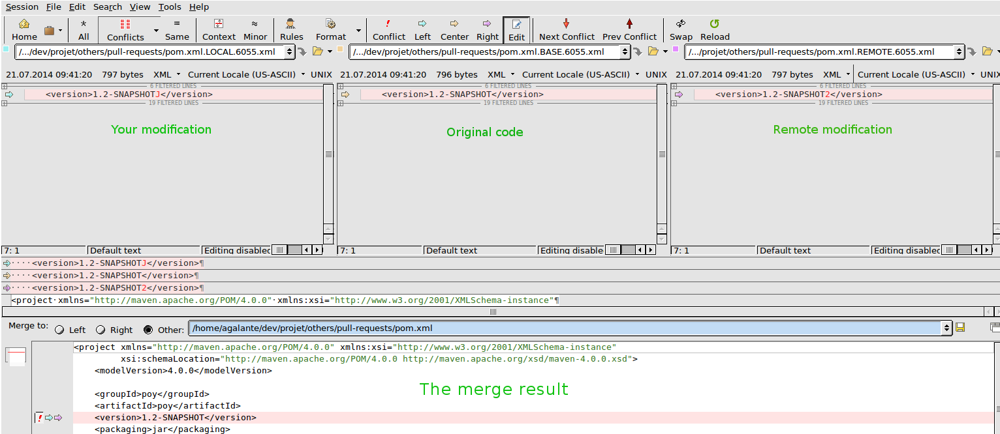 Session File Edit Search View Tools Help
Home All Conflicts Same Context Minor Rules Format Conflict Left Center Right Edit Next Conflict Prev Conflict Swap Reload
/.../dev/projet/others/pull-requests/pom.xml.LOCAL.6055.xml /.../dev/projet/others/pull-requests/pom.xml.BASE.6055.xml /.../projet/others/pull-requests/pom.xml.REMOTE.6055.xml
21.07.2014 09:41:20 797 bytes XML Current Locale (US-ASCII) UNIX 21.07.2014 09:41:20 796 bytes XML Current Locale (US-ASCII) UNIX 21.07.2014 09:41:20 797 bytes XML Current Locale (US-ASCII) UNIX
6 FILTERED LINES 6 FILTERED LINES 6 FILTERED LINES
<version>1.2-SNAPSHOTJ</version> <version>1.2-SNAPSHOT</version> <version>1.2-SNAPSHOT2</version>
19 FILTERED LINES 19 FILTERED LINES 19 FILTERED LINES
Your modification Original code Remote modification
7: 1 Default text Editing disabled 7: 1 Default text Editing disable 7: 1 Default text Editing disabled
····<version>1.2-SNAPSHOTJ</version>¶
····<version>1.2-SNAPSHOT</version>¶
····<version>1.2-SNAPSHOT2</version>¶
<project·xmlns="http://maven.apache.org/POM/4.0.0"·xmlns:xsi="http://www.w3.org/2001/XMLSchema-instance"¶
Merge to: Left Right Other: /home/agalante/dev/projet/others/pull-requests/pom.xml
<project xmlns="http://maven.apache.org/POM/4.0.0" xmlns:xsi="http://www.w3.org/2001/XMLSchema-instance"
xsi:schemaLocation="http://maven.apache.org/POM/4.0.0 http://maven.apache.org/xsd/maven-4.0.0.xsd">
<modelVersion>4.0.0</modelVersion>
The merge result
<groupId>poy</groupId>
<artifactId>poy</artifactId>
<version>1.2-SNAPSHOT</version>
<packaging>jar</packaging>